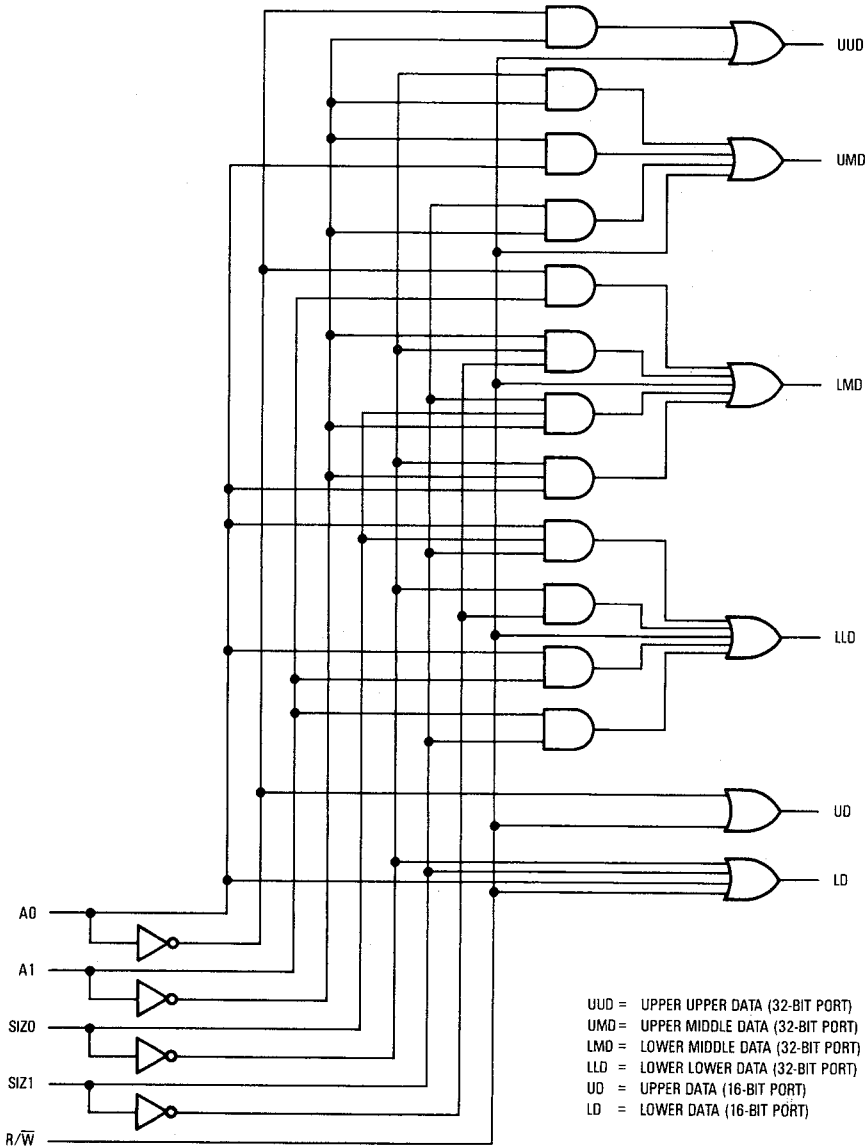 UUD
UMD
LMD
LLD
UD
LD
A0
A1
SIZ0
SIZ1
R/W̅
UUD = UPPER UPPER DATA (32-BIT PORT)
UMD = UPPER MIDDLE DATA (32-BIT PORT)
LMD = LOWER MIDDLE DATA (32-BIT PORT)
LLD = LOWER LOWER DATA (32-BIT PORT)
UD = UPPER DATA (16-BIT PORT)
LD = LOWER DATA (16-BIT PORT)